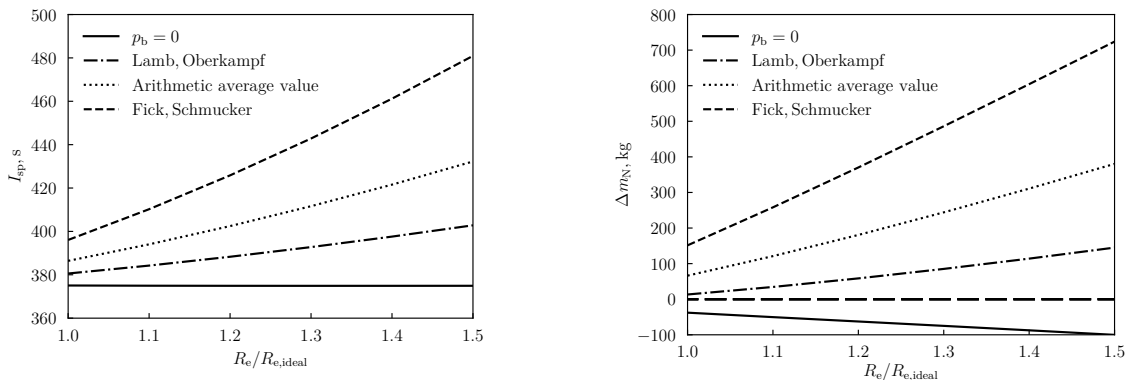 500
480
460
440
420
400
380
360
I_sp, s
p_b = 0
Lamb, Oberkampf
Arithmetic average value
Fick, Schmucker
1.0 1.1 1.2 1.3 1.4 1.5
R_e/R_e,ideal
800
700
600
500
400
300
200
100
0
−100
Δm_N, kg
p_b = 0
Lamb, Oberkampf
Arithmetic average value
Fick, Schmucker
1.0 1.1 1.2 1.3 1.4 1.5
R_e/R_e,ideal